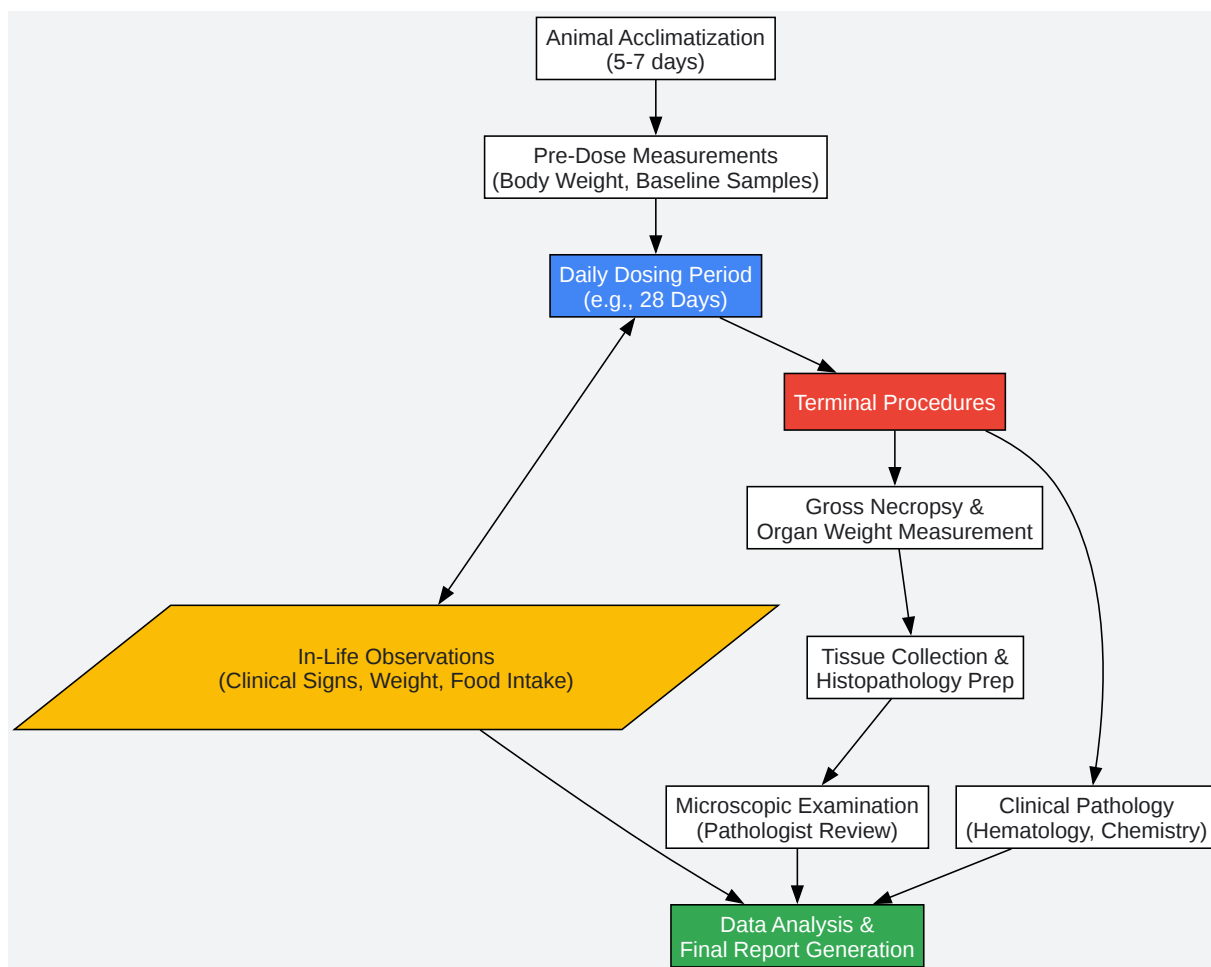 Animal Acclimatization
(5-7 days)
Pre-Dose Measurements
(Body Weight, Baseline Samples)
Daily Dosing Period
(e.g., 28 Days)
Terminal Procedures
Gross Necropsy &
Organ Weight Measurement
In-Life Observations
(Clinical Signs, Weight, Food Intake)
Tissue Collection &
Histopathology Prep
Microscopic Examination
(Pathologist Review)
Clinical Pathology
(Hematology, Chemistry)
Data Analysis &
Final Report Generation